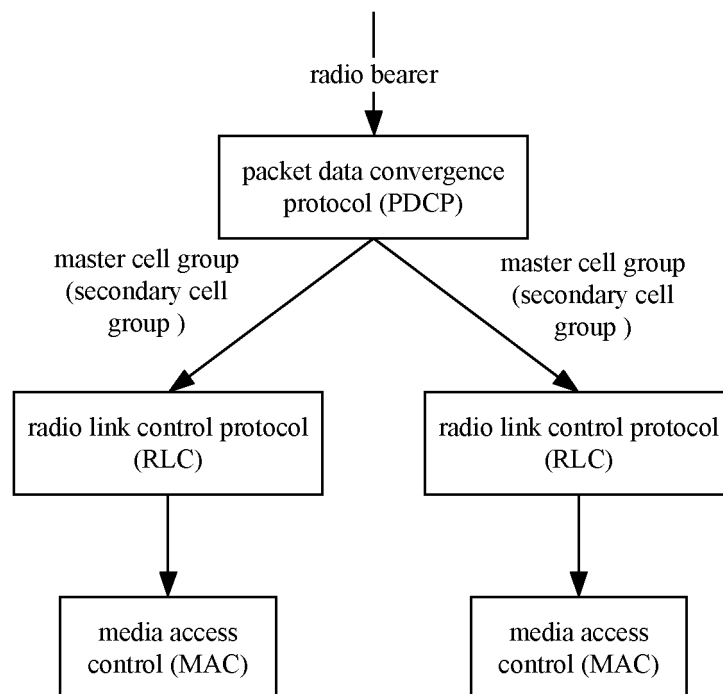 radio bearer
packet data convergence
protocol (PDCP)
master cell group
(secondary cell
group )
master cell group
(secondary cell
group )
radio link control protocol
(RLC)
radio link control protocol
(RLC)
media access
control (MAC)
media access
control (MAC)